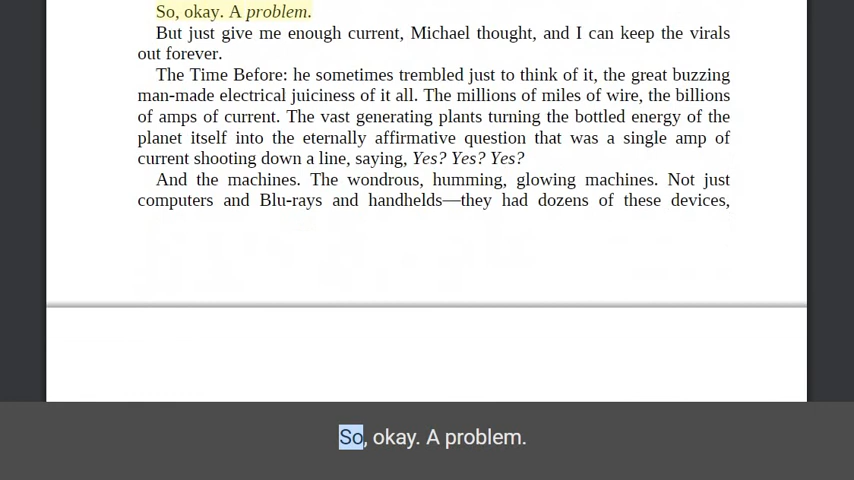 So, okay. A problem.
But just give me enough current, Michael thought, and I can keep the virals
out forever.
The Time Before: he sometimes trembled just to think of it, the great buzzing
man-made electrical juiciness of it all. The millions of miles of wire, the billions
of amps of current. The vast generating plants turning the bottled energy of the
planet itself into the eternally affirmative question that was a single amp of
current shooting down a line, saying, Yes? Yes? Yes?
And the machines. The wondrous, humming, glowing machines. Not just
computers and Blu-rays and handhelds—they had dozens of these devices,
So, okay. A problem.